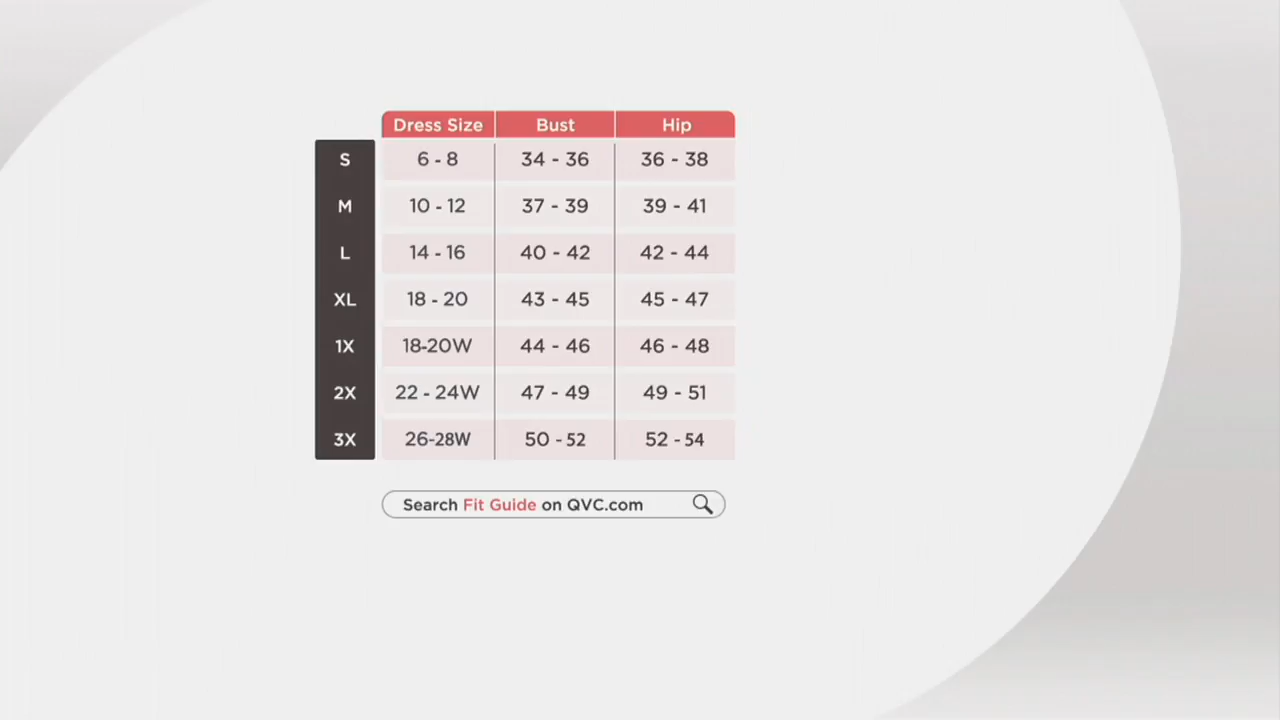 Dress Size Bust Hip
S 6 - 8 34 - 36 36 - 38
M 10 - 12 37 - 39 39 - 41
L 14 - 16 40 - 42 42 - 44
XL 18 - 20 43 - 45 45 - 47
1X 18-20W 44 - 46 46 - 48
2X 22 - 24W 47 - 49 49 - 51
3X 26-28W 50 - 52 52 - 54
Search Fit Guide on QVC.com